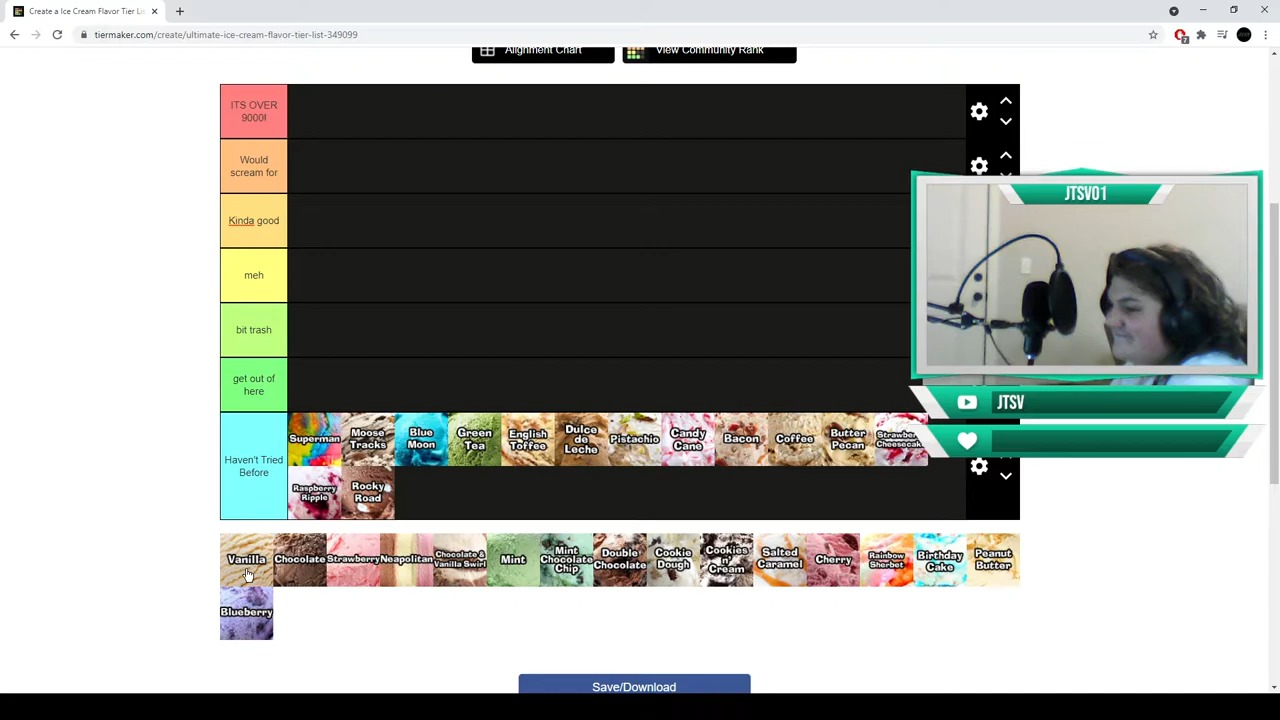 Create a Ice Cream Flavor Tier Lis
tiermaker.com/create/ultimate-ice-cream-flavor-tier-list-349099
Alignment Chart
View Community Rank
ITS OVER
9000!
Would
scream for
Kinda good
meh
bit trash
get out of
here
JTSV01
JTSV
Haven't Tried
Before
Superman
Moose
Tracks
Blue
Moon
Green
Tea
English
Toffee
Dulce
de
Leche
Pistachio
Candy
Cane
Bacon
Coffee
Butter
Pecan
Strawberr
Cheesecak
Raspberry
Ripple
Rocky
Road
Vanilla
Chocolate
Strawberry
Neapolitan
Chocolate &
Vanilla Swirl
Mint
Mint
Chocolate
Chip
Double
Chocolate
Cookie
Dough
Cookies
n'
Cream
Salted
Caramel
Cherry
Rainbow
Sherbet
Birthday
Cake
Peanut
Butter
Blueberry
Save/Download